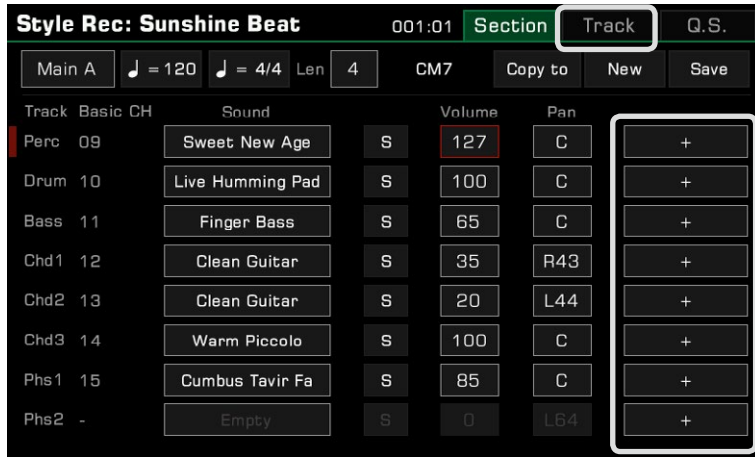 Style Rec: Sunshine Beat 001:01 Section Track Q.S.
Main A ♩ = 120 ♩ = 4/4 Len 4 CM7 Copy to New Save
Track Basic CH Sound Volume Pan
Perc 09 Sweet New Age S 127 C +
Drum 10 Live Humming Pad S 100 C +
Bass 11 Finger Bass S 65 C +
Chd1 12 Clean Guitar S 35 R43 +
Chd2 13 Clean Guitar S 20 L44 +
Chd3 14 Warm Piccolo S 100 C +
Phs1 15 Cumbus Tavir Fa S 85 C +
Phs2 - Empty S 0 L64 +